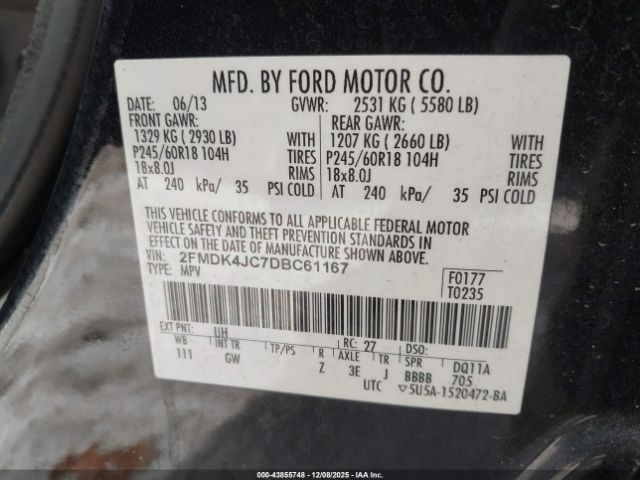 MFD. BY FORD MOTOR CO.
DATE: 06/13 GVWR: 2531 KG ( 5580 LB)
FRONT GAWR: REAR GAWR:
1329 KG ( 2930 LB) 1207 KG ( 2660 LB) WITH
P245/60R18 104H WITH TIRES P245/60R18 104H TIRES
18x8.0J RIMS 18x8.0J RIMS
AT 240 kPa/ 35 PSI COLD AT 240 kPa/ 35 PSI COLD
THIS VEHICLE CONFORMS TO ALL APPLICABLE FEDERAL MOTOR
VEHICLE SAFETY AND THEFT PREVENTION STANDARDS IN
EFFECT ON THE DATE OF MANUFACTURE SHOWN ABOVE.
VIN: 2FMDK4JC7DBC61167
TYPE: MPV
F0177
T0235
EXT PNT: UH RC: 27 DSO:
WB INT TR TP/PS R AXLE TR SPR DQ11A
111 GW Z 3E J BBBB 705
UTC ▽5U5A-1520472-BA
000-43855748 - 12/08/2025 - IAAI.COM